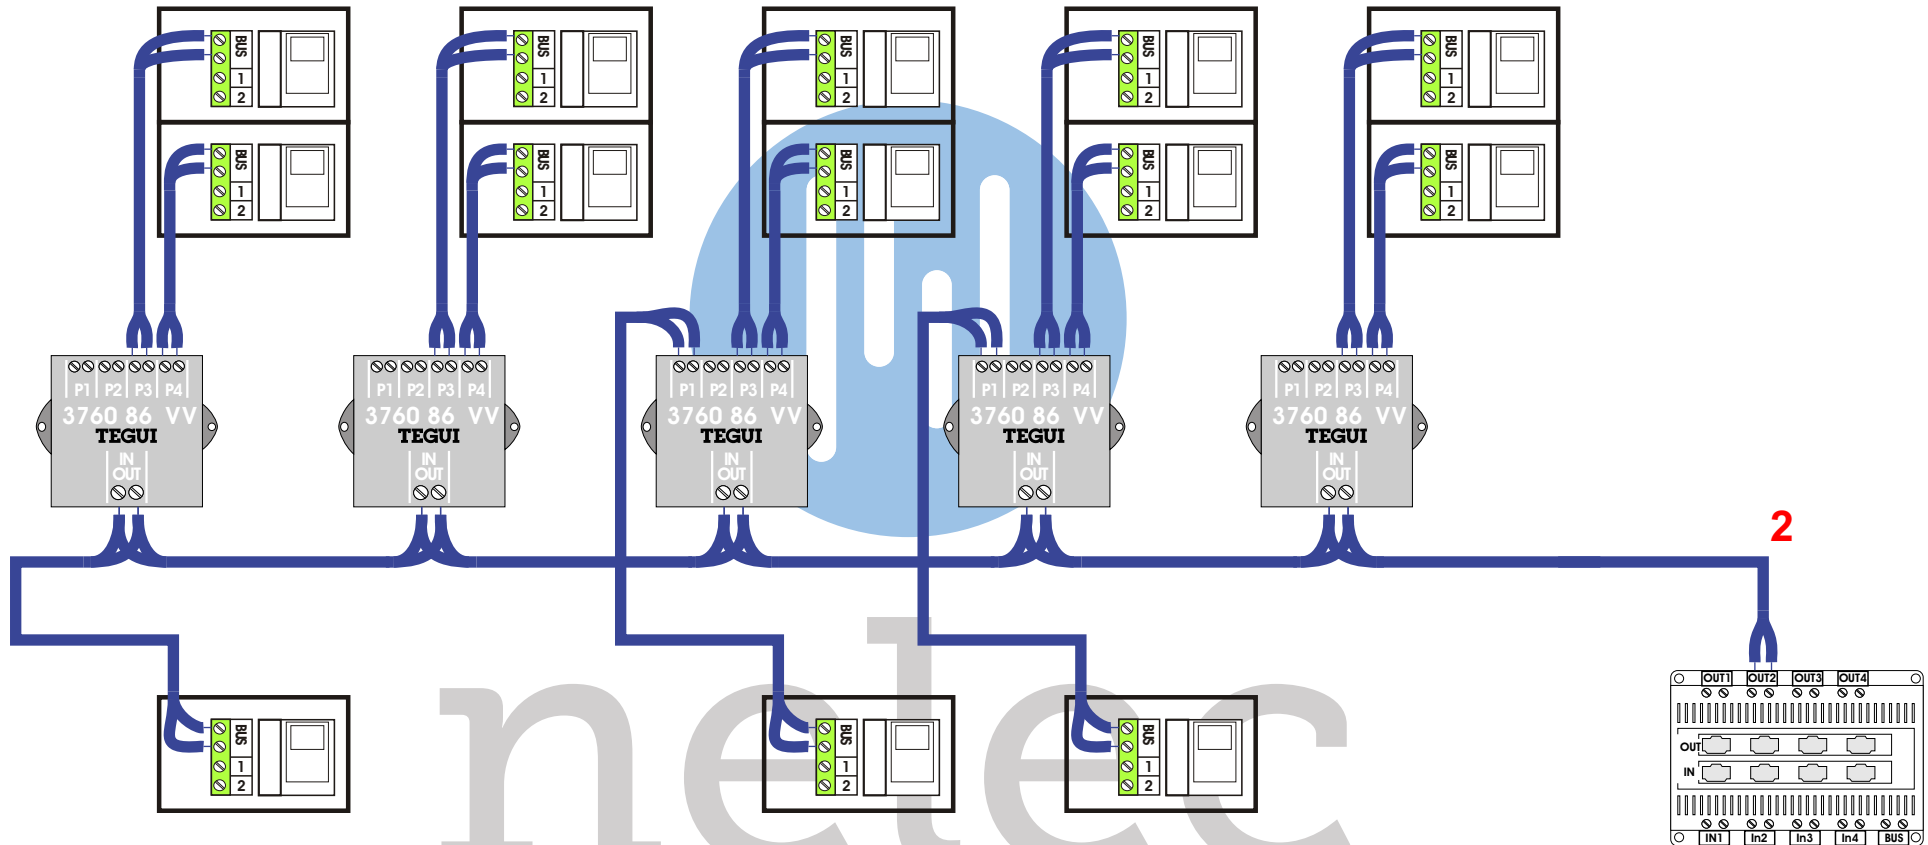 BUS BUS BUS BUS BUS
1 1 1 1 1
2 2 2 2 2
BUS BUS BUS BUS BUS
1 1 1 1 1
2 2 2 2 2
P1 P2 P3 P4 P1 P2 P3 P4 P1 P2 P3 P4 P1 P2 P3 P4 P1 P2 P3 P4
3760 86 VV 3760 86 VV 3760 86 VV 3760 86 VV 3760 86 VV
TEGUI TEGUI TEGUI TEGUI TEGUI
IN IN IN IN IN
OUT OUT OUT OUT OUT
2
nelec
BUS BUS BUS
1 1 1
2 2 2
OUT1 OUT2 OUT3 OUT4
OUT
IN
IN1 In2 In3 In4 BUS